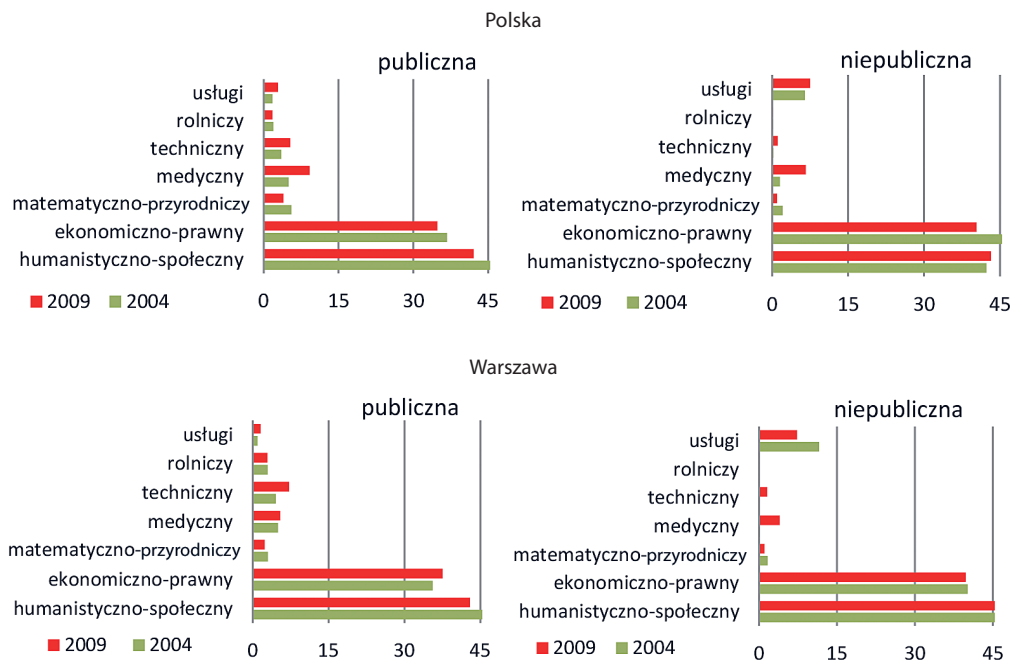 Polska
publiczna
usługi
rolniczy
techniczny
medyczny
matematyczno-przyrodniczy
ekonomiczno-prawny
humanistyczno-społeczny
0 15 30 45
2009 2004
niepubliczna
usługi
rolniczy
techniczny
medyczny
matematyczno-przyrodniczy
ekonomiczno-prawny
humanistyczno-społeczny
0 15 30 45
2009 2004
Warszawa
publiczna
usługi
rolniczy
techniczny
medyczny
matematyczno-przyrodniczy
ekonomiczno-prawny
humanistyczno-społeczny
0 15 30 45
2009 2004
niepubliczna
usługi
rolniczy
techniczny
medyczny
matematyczno-przyrodniczy
ekonomiczno-prawny
humanistyczno-społeczny
0 15 30 45
2009 2004